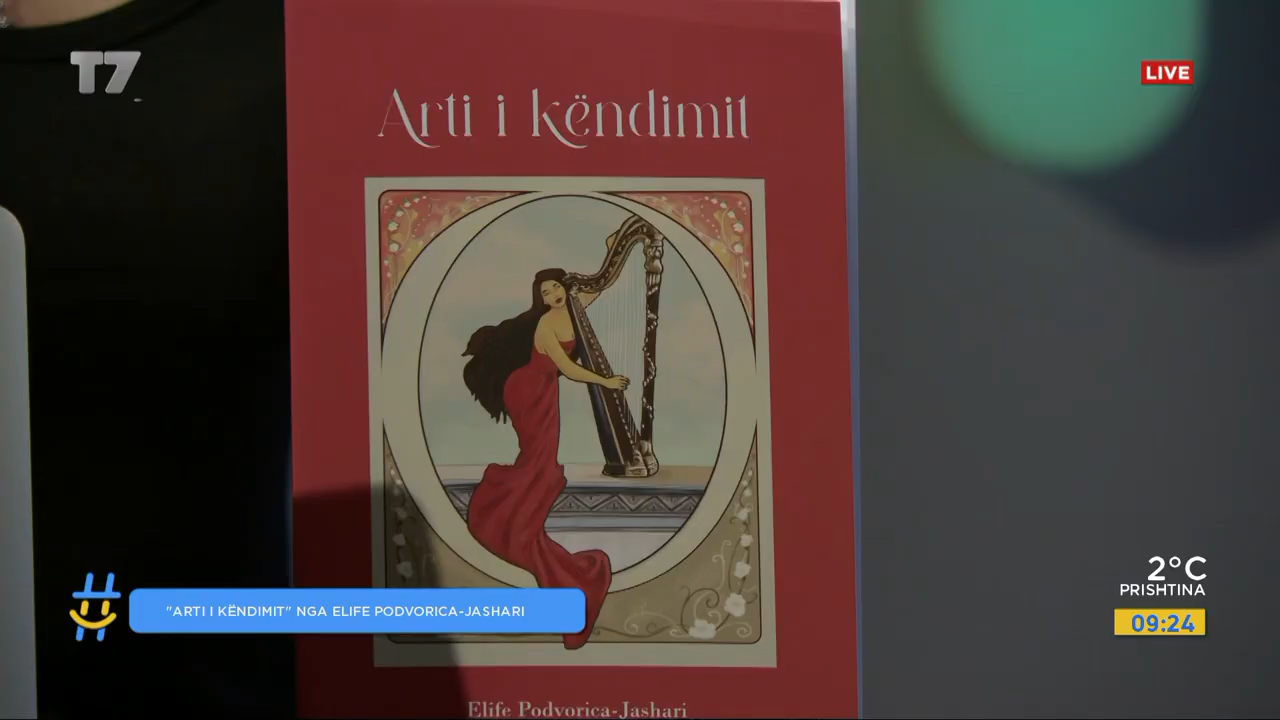 T7
LIVE
Arti i këndimit
2°C
PRISHTINA
"ARTI I KËNDIMIT" NGA ELIFE PODVORICA-JASHARI
09:24
Elife Podvorica-Jashari